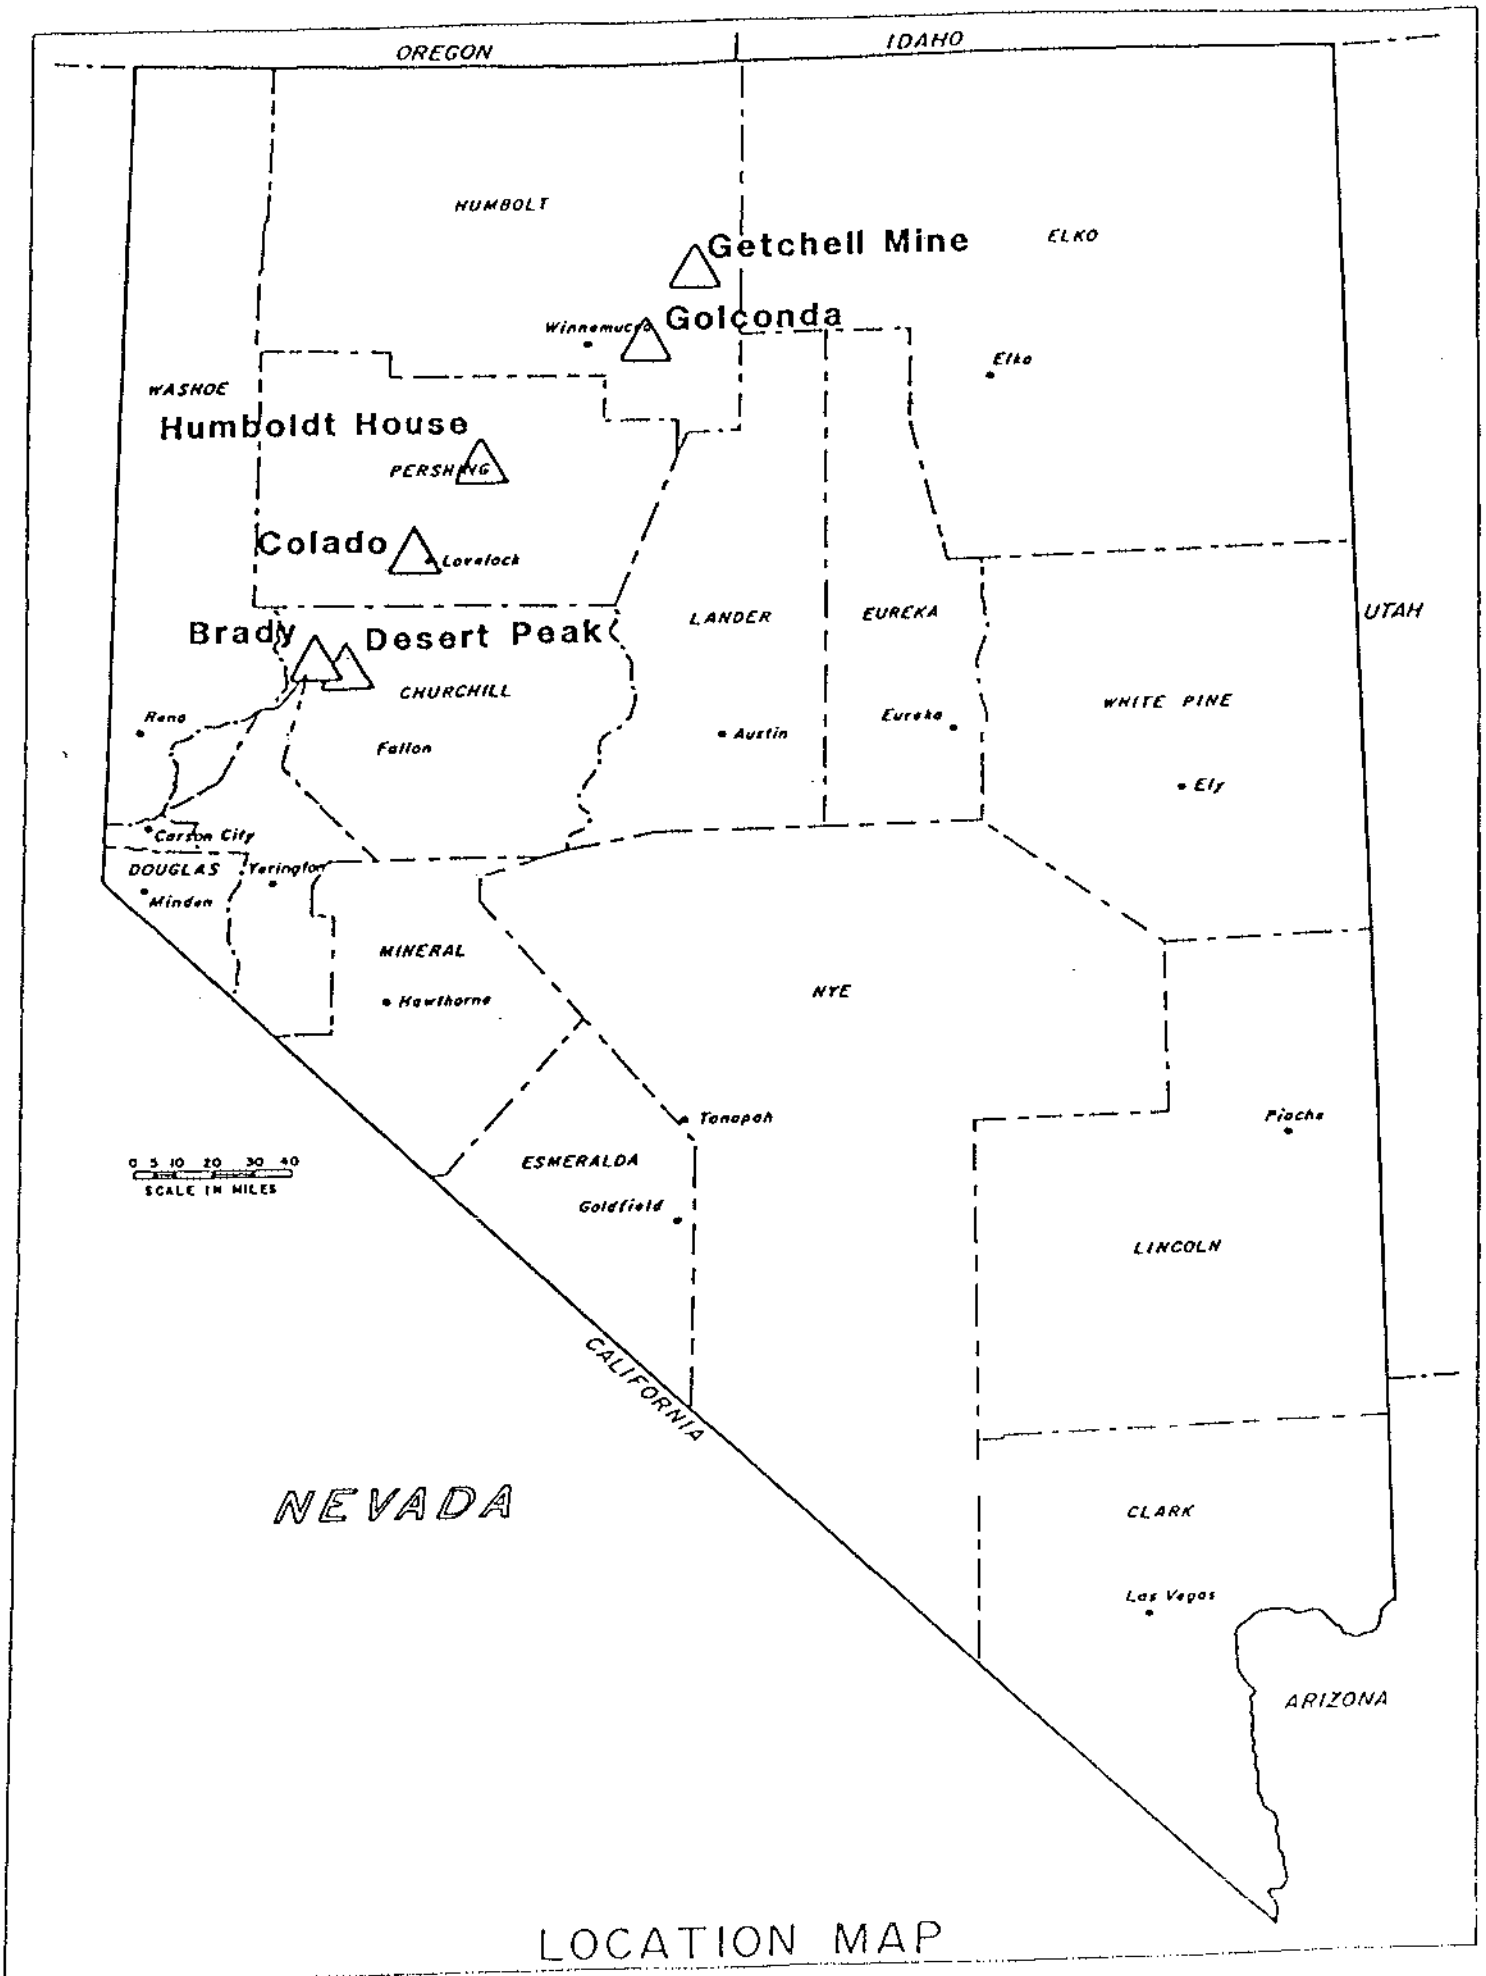 OREGON
IDAHO
HUMBOLT
Getchell Mine
ELKO
Golconda
Winnemucca
Elko
WASHOE
Humboldt House
PERSHING
Colado
Lovelock
LANDER
EUREKA
UTAH
Brady
Desert Peak
CHURCHILL
WHITE PINE
Reno
Eureka
Austin
Fallon
Ely
Carson City
DOUGLAS
Yerington
Minden
MINERAL
NYE
Hawthorne
Tonopah
Pioche
0 5 10 20 30 40
SCALE IN MILES
ESMERALDA
Goldfield
LINCOLN
CALIFORNIA
NEVADA
CLARK
Las Vegas
ARIZONA
LOCATION MAP